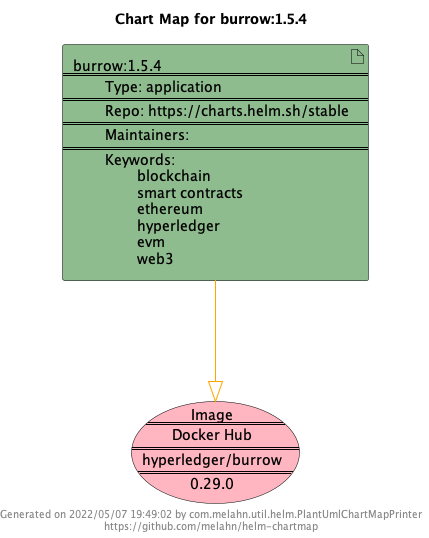 Chart Map for burrow:1.5.4
burrow:1.5.4
Type: application
Repo: https://charts.helm.sh/stable
Maintainers:
Keywords:
blockchain
smart contracts
ethereum
hyperledger
evm
web3
Image
Docker Hub
hyperledger/burrow
0.29.0
Generated on 2022/05/07 19:49:02 by com.melahn.util.helm.PlantUmlChartMapPrinter
https://github.com/melahn/helm-chartmap